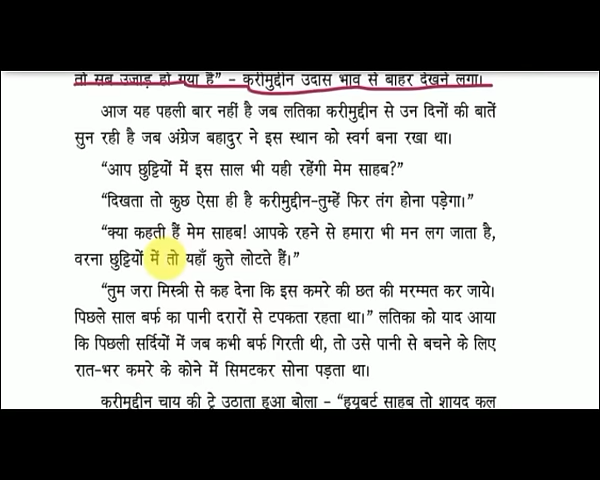 तो सब उजाड़ हो गया है” – करीमुद्दीन उदास भाव से बाहर देखने लगा।
आज यह पहली बार नहीं है जब लतिका करीमुद्दीन से उन दिनों की बातें
सुन रही है जब अंग्रेज बहादुर ने इस स्थान को स्वर्ग बना रखा था।
“आप छुट्टियों में इस साल भी यही रहेंगी मेम साहब?”
“दिखता तो कुछ ऐसा ही है करीमुद्दीन-तुम्हें फिर तंग होना पड़ेगा।”
“क्या कहती हैं मेम साहब! आपके रहने से हमारा भी मन लग जाता है,
वरना छुट्टियों में तो यहाँ कुत्ते लोटते हैं।”
“तुम जरा मिस्त्री से कह देना कि इस कमरे की छत की मरम्मत कर जाये।
पिछले साल बर्फ का पानी दरारों से टपकता रहता था।” लतिका को याद आया
कि पिछली सर्दियों में जब कभी बर्फ गिरती थी, तो उसे पानी से बचने के लिए
रात-भर कमरे के कोने में सिमटकर सोना पड़ता था।
करीमुद्दीन चाय की ट्रे उठाता हुआ बोला – “ह्यूबर्ट साहब तो शायद कल